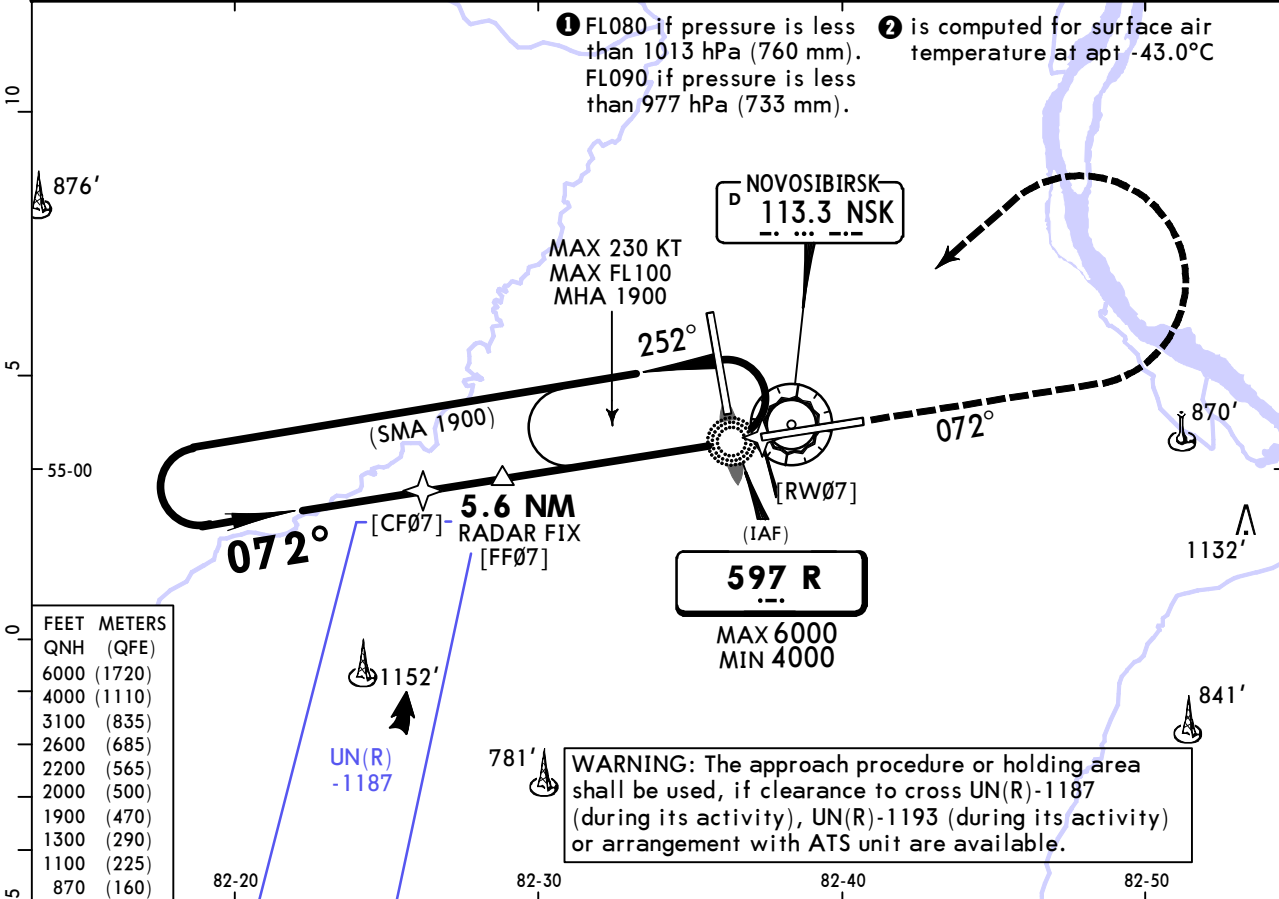 ❶ FL080 if pressure is less
than 1013 hPa (760 mm).
FL090 if pressure is less
than 977 hPa (733 mm).
❷ is computed for surface air
temperature at apt -43.0°C
10
876'
NOVOSIBIRSK
D 113.3 NSK
MAX 230 KT
MAX FL100
MHA 1900
252°
5
(SMA 1900)
072°
870'
55-00
[RWØ7]
[CFØ7]
5.6 NM
RADAR FIX
[FFØ7]
072°
(IAF)
1132'
597 R
MAX 6000
MIN 4000
0
FEET METERS
QNH (QFE)
6000 (1720)
4000 (1110)
3100 (835)
2600 (685)
2200 (565)
2000 (500)
1900 (470)
1300 (290)
1100 (225)
870 (160)
1152'
841'
UN(R)
-1187
781'
WARNING: The approach procedure or holding area
shall be used, if clearance to cross UN(R)-1187
(during its activity), UN(R)-1193 (during its activity)
or arrangement with ATS unit are available.
5
82-20
82-30
82-40
82-50